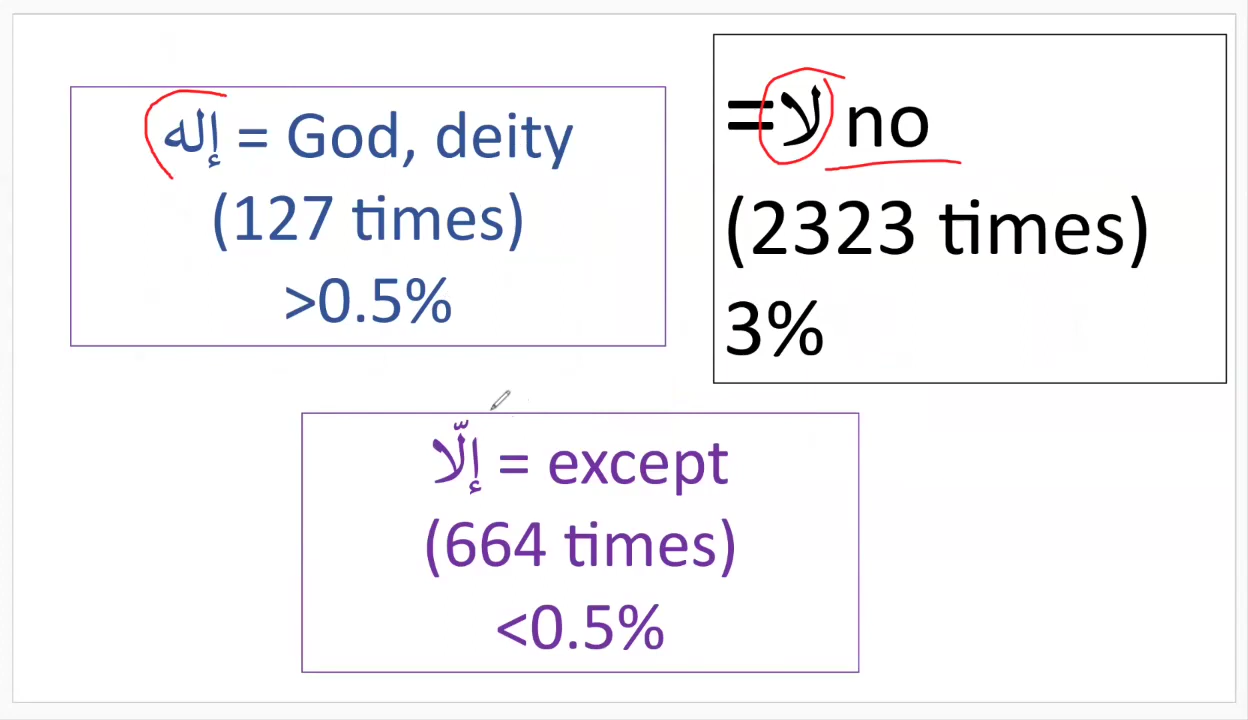 إله = God, deity
(127 times)
>0.5%
=لا no
(2323 times)
3%
إلّا = except
(664 times)
<0.5%